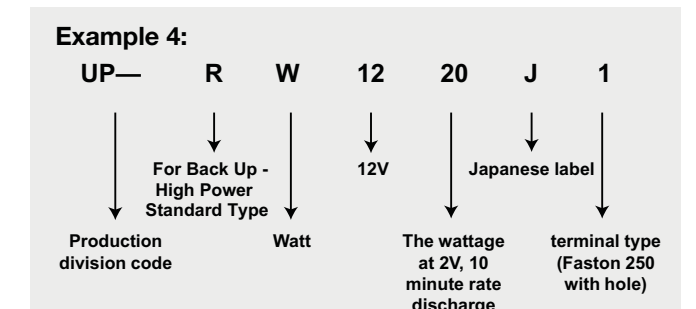 Example 4:
UP— R W 12 20 J 1
For Back Up -
High Power
Standard Type
12V
Japanese label
Production
division code
Watt
The wattage
at 2V, 10
minute rate
discharge
terminal type
(Faston 250
with hole)